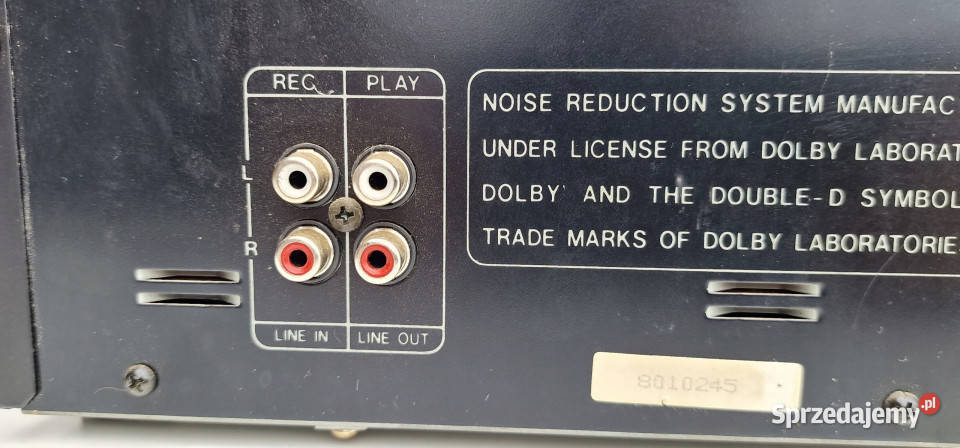 REC PLAY
L
R
LINE IN LINE OUT
NOISE REDUCTION SYSTEM MANUFAC
UNDER LICENSE FROM DOLBY LABORAT
DOLBY AND THE DOUBLE-D SYMBOL
TRADE MARKS OF DOLBY LABORATORIE
8010245
Sprzedajemy.pl